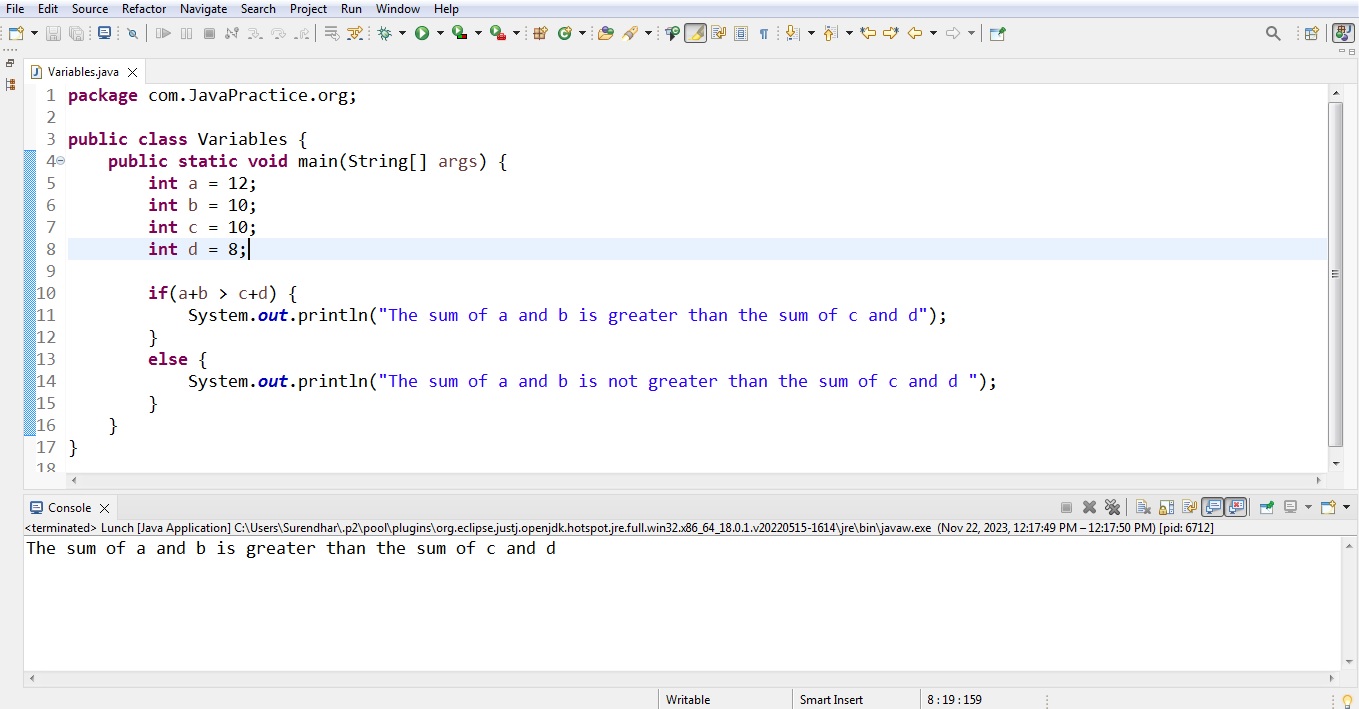 File Edit Source Refactor Navigate Search Project Run Window Help
Variables.java
1 package com.JavaPractice.org;
2
3 public class Variables {
4 public static void main(String[] args) {
5 int a = 12;
6 int b = 10;
7 int c = 10;
8 int d = 8;
9
10 if(a+b > c+d) {
11 System.out.println("The sum of a and b is greater than the sum of c and d");
12 }
13 else {
14 System.out.println("The sum of a and b is not greater than the sum of c and d ");
15 }
16 }
17 }
18
Console
<terminated> Lunch [Java Application] C:\Users\Surendhar\.p2\pool\plugins\org.eclipse.justj.openjdk.hotspot.jre.full.win32.x86_64_18.0.1.v20220515-1614\jre\bin\javaw.exe (Nov 22, 2023, 12:17:49 PM – 12:17:50 PM) [pid: 6712]
The sum of a and b is greater than the sum of c and d
Writable Smart Insert 8 : 19 : 159